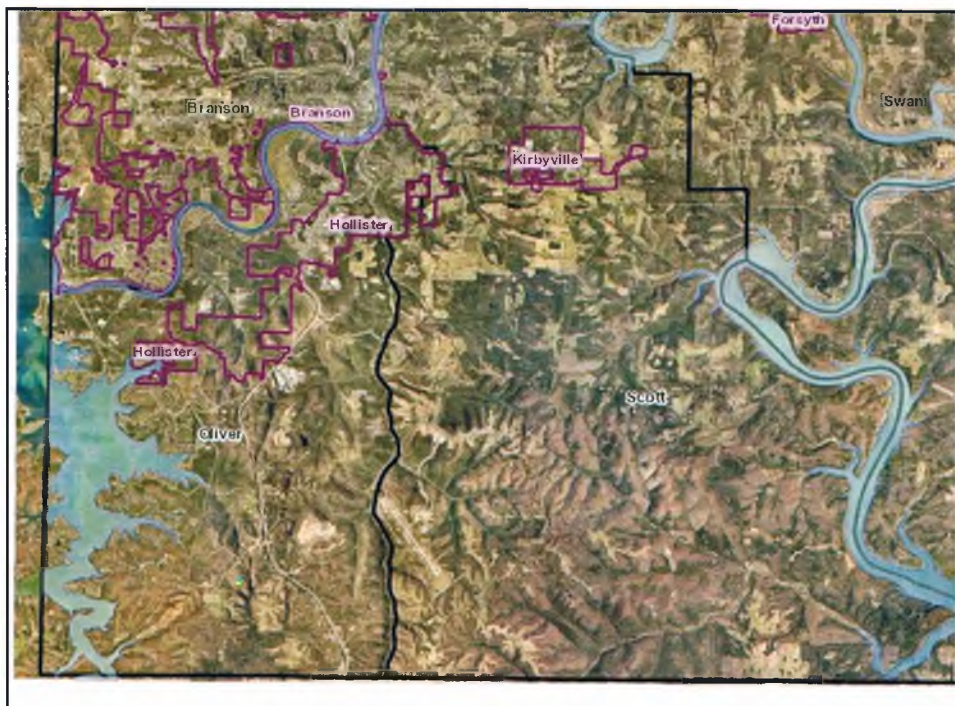 Forsyth
Branson
Branson
Swan
Kirbyville
Hollister
Hollister
Scott
Oliver